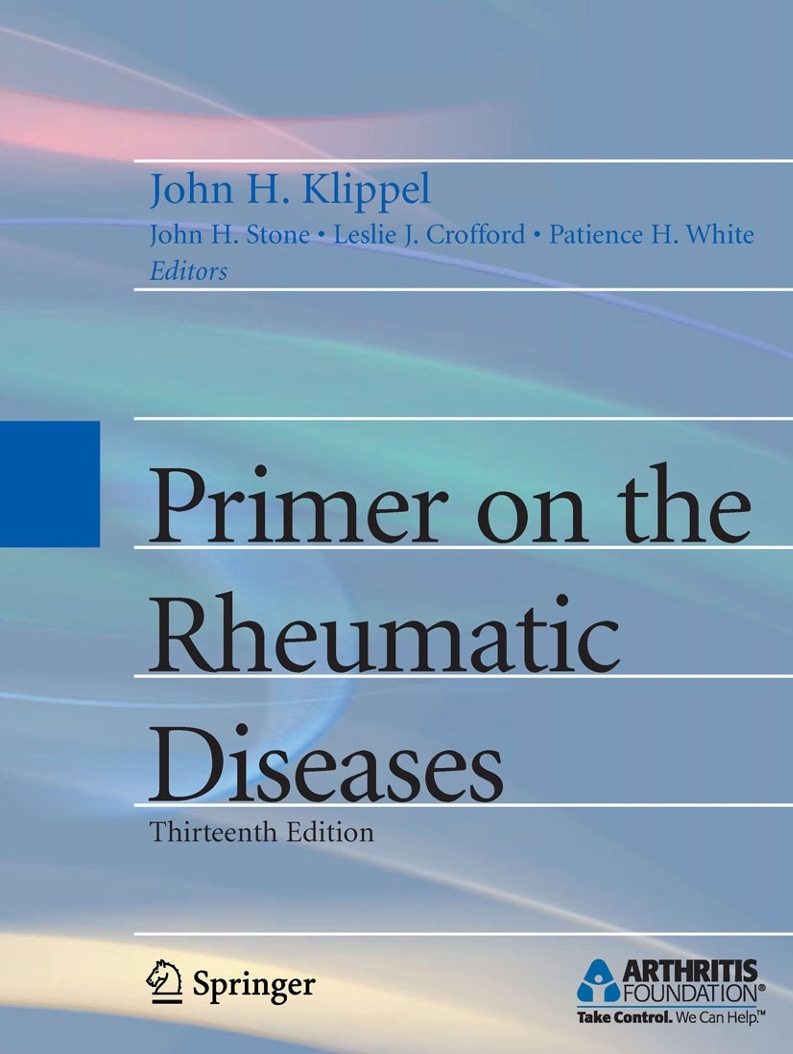 John H. Klippel
John H. Stone • Leslie J. Crofford • Patience H. White
Editors
Primer on the
Rheumatic
Diseases
Thirteenth Edition
Springer
ARTHRITIS
FOUNDATION®
Take Control. We Can Help.™